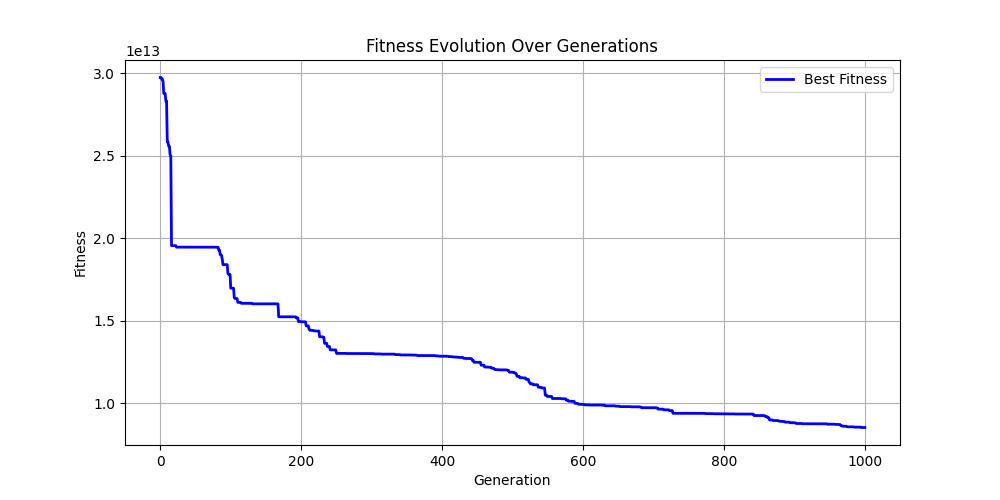 Fitness Evolution Over Generations
1e13
Best Fitness
3.0
2.5
2.0
1.5
1.0
Fitness
0 200 400 600 800 1000
Generation